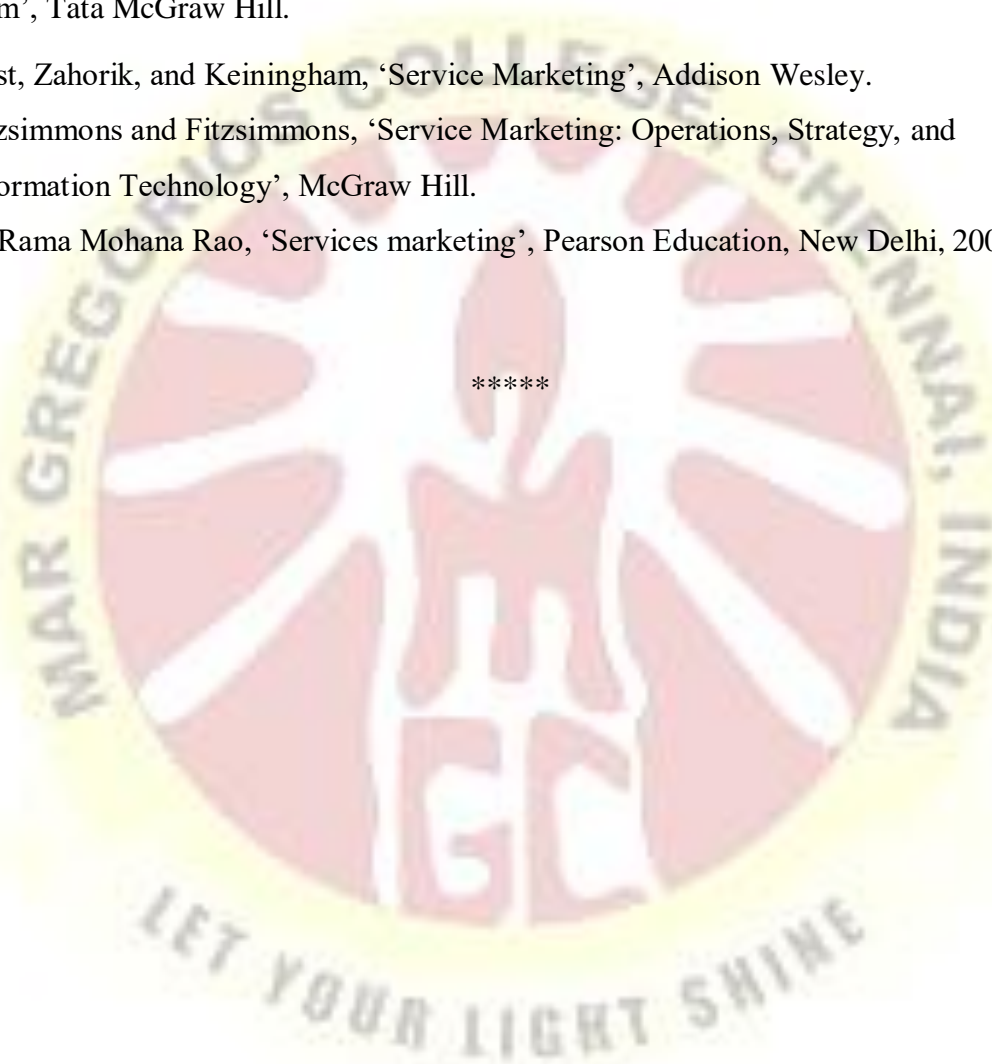 m’, Tata McGraw Hill.
st, Zahorik, and Keiningham, ‘Service Marketing’, Addison Wesley.
zsimmons and Fitzsimmons, ‘Service Marketing: Operations, Strategy, and
ormation Technology’, McGraw Hill.
Rama Mohana Rao, ‘Services marketing’, Pearson Education, New Delhi, 200
*****
MAR GREGORIOS COLLEGE CHENNAI, INDIA
MGC
LET YOUR LIGHT SHINE